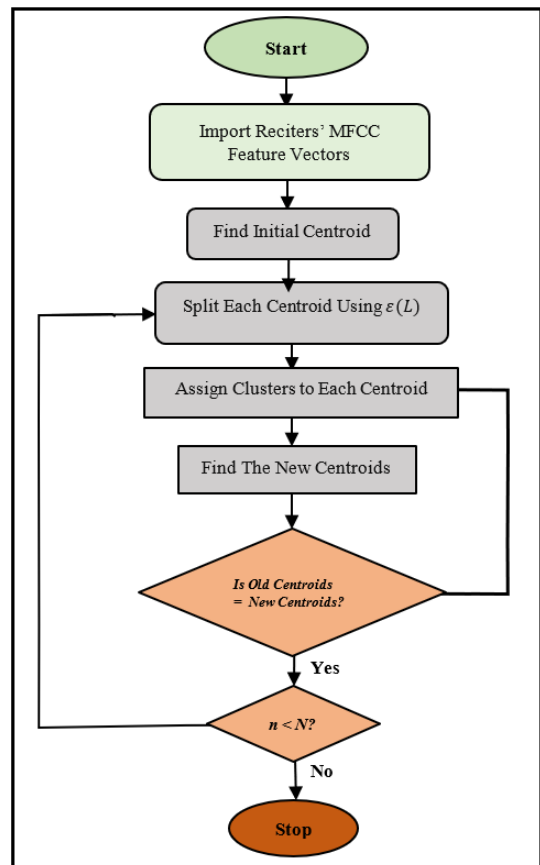 Start
Import Reciters’ MFCC
Feature Vectors
Find Initial Centroid
Split Each Centroid Using ε(L)
Assign Clusters to Each Centroid
Find The New Centroids
Is Old Centroids
= New Centroids?
Yes
n < N?
No
Stop